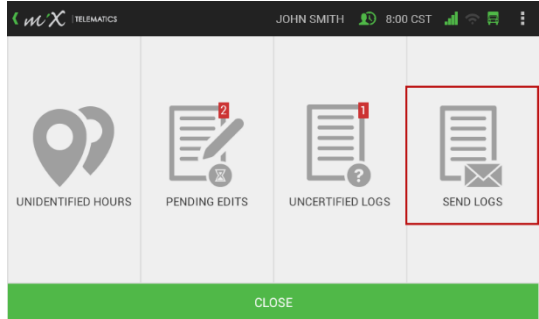 miX TELEMATICS
JOHN SMITH 8:00 CST
2
1
?
UNIDENTIFIED HOURS
PENDING EDITS
UNCERTIFIED LOGS
SEND LOGS
CLOSE